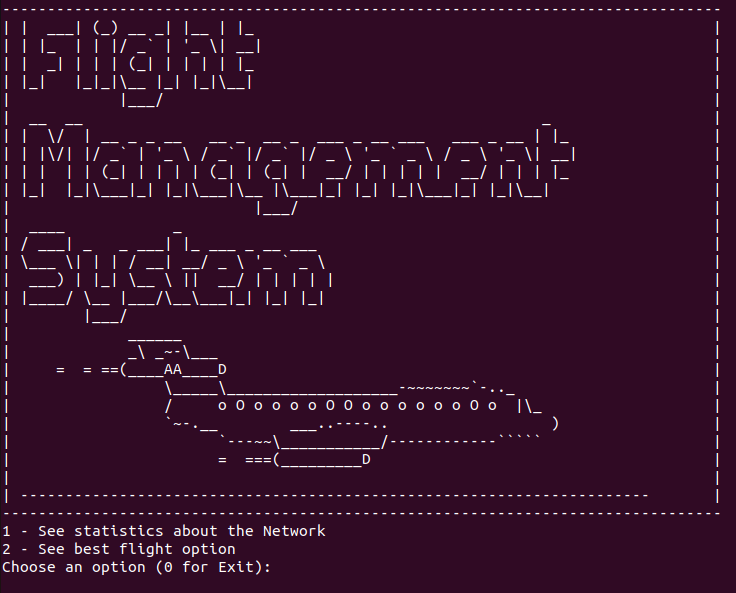 Flight
Management
System
1 - See statistics about the Network
2 - See best flight option
Choose an option (0 for Exit):